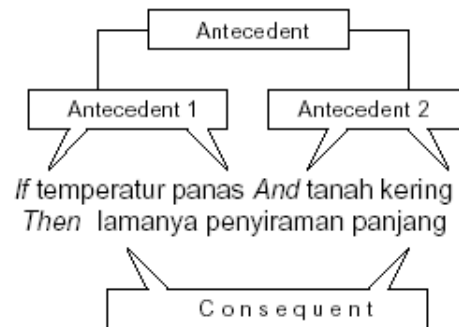 Antecedent
Antecedent 1
Antecedent 2
If temperatur panas And tanah kering
Then lamanya penyiraman panjang
Consequent